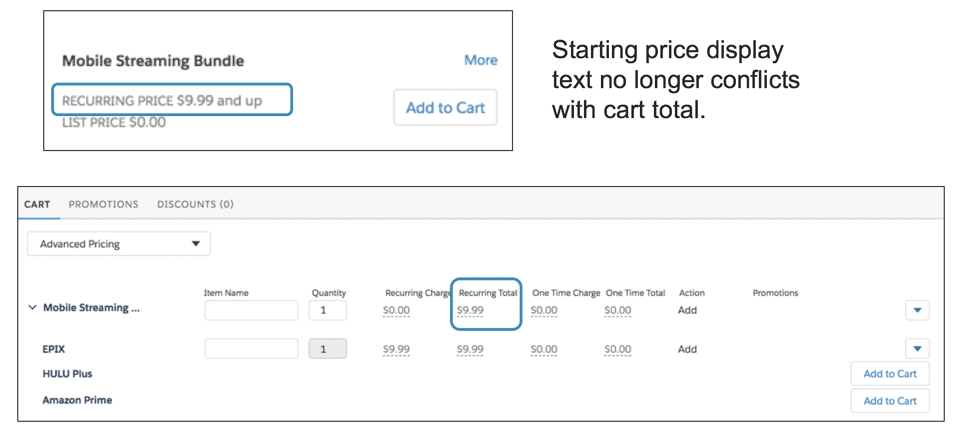 Mobile Streaming Bundle More
RECURRING PRICE $9.99 and up
LIST PRICE $0.00
Add to Cart
Starting price display
text no longer conflicts
with cart total.
CART PROMOTIONS DISCOUNTS (0)
Advanced Pricing
Item Name Quantity Recurring Charge Recurring Total One Time Charge One Time Total Action Promotions
Mobile Streaming ... 1 $0.00 $9.99 $0.00 $0.00 Add
EPIX 1 $9.99 $9.99 $0.00 $0.00 Add
HULU Plus Add to Cart
Amazon Prime Add to Cart